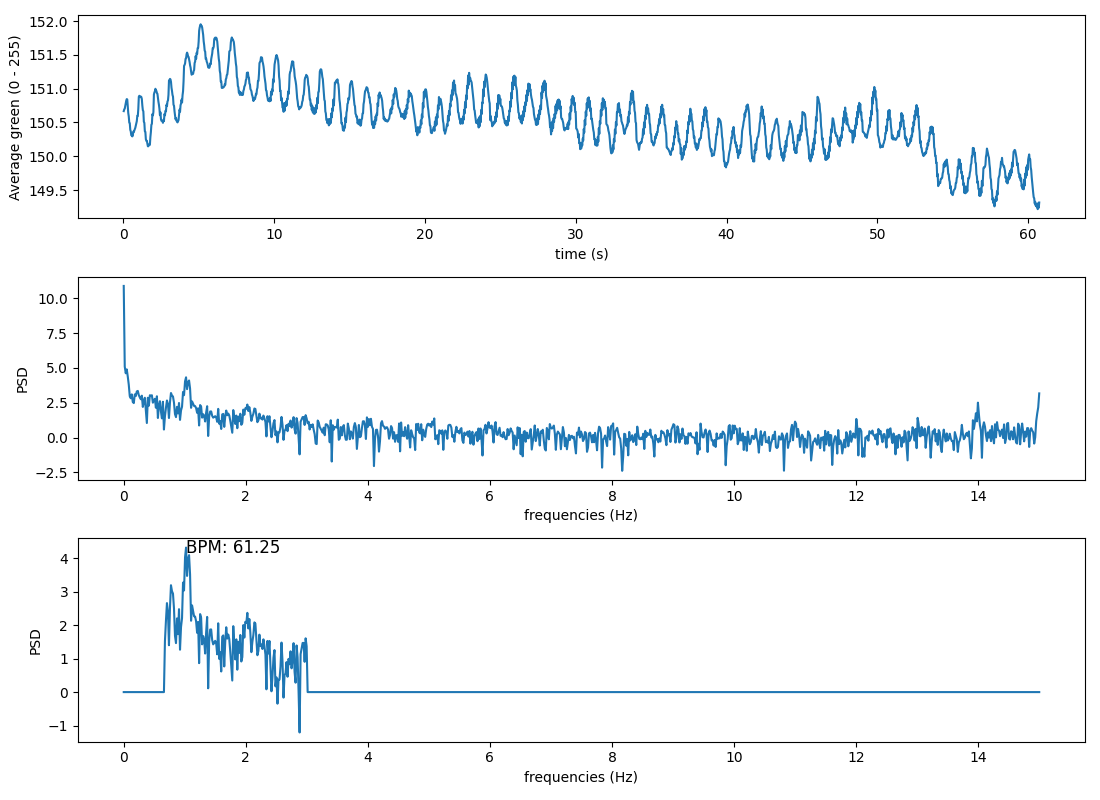 152.0
151.5
151.0
150.5
150.0
149.5
Average green (0 - 255)
0 10 20 30 40 50 60
time (s)
10.0
7.5
5.0
2.5
0.0
−2.5
PSD
0 2 4 6 8 10 12 14
frequencies (Hz)
BPM: 61.25
4
3
2
1
0
−1
PSD
0 2 4 6 8 10 12 14
frequencies (Hz)